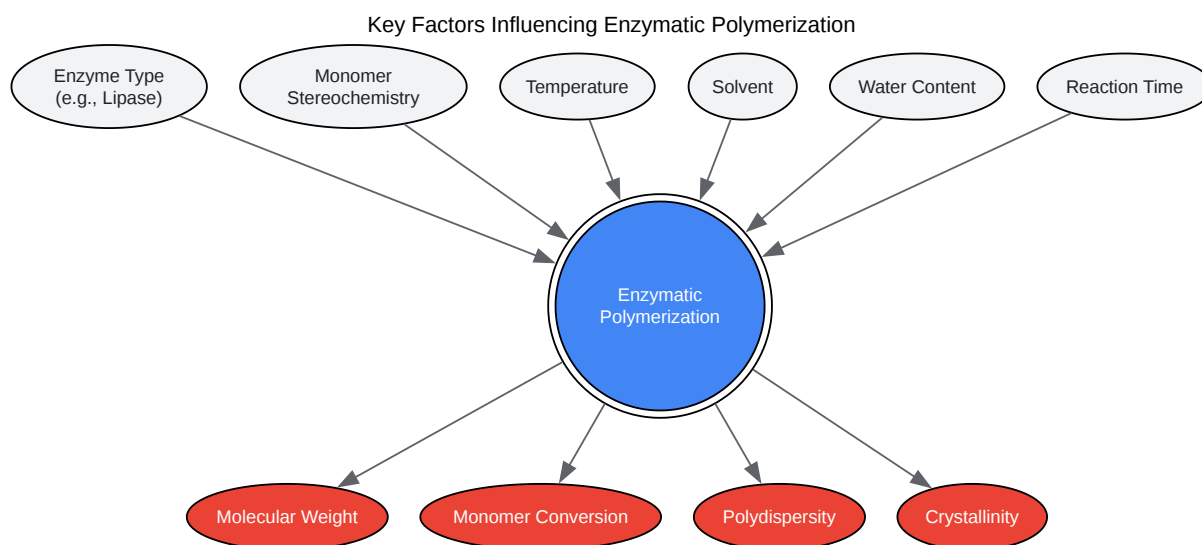 Key Factors Influencing Enzymatic Polymerization
Enzyme Type
(e.g., Lipase)
Monomer
Stereochemistry
Temperature
Solvent
Water Content
Reaction Time
Enzymatic
Polymerization
Molecular Weight
Monomer Conversion
Polydispersity
Crystallinity